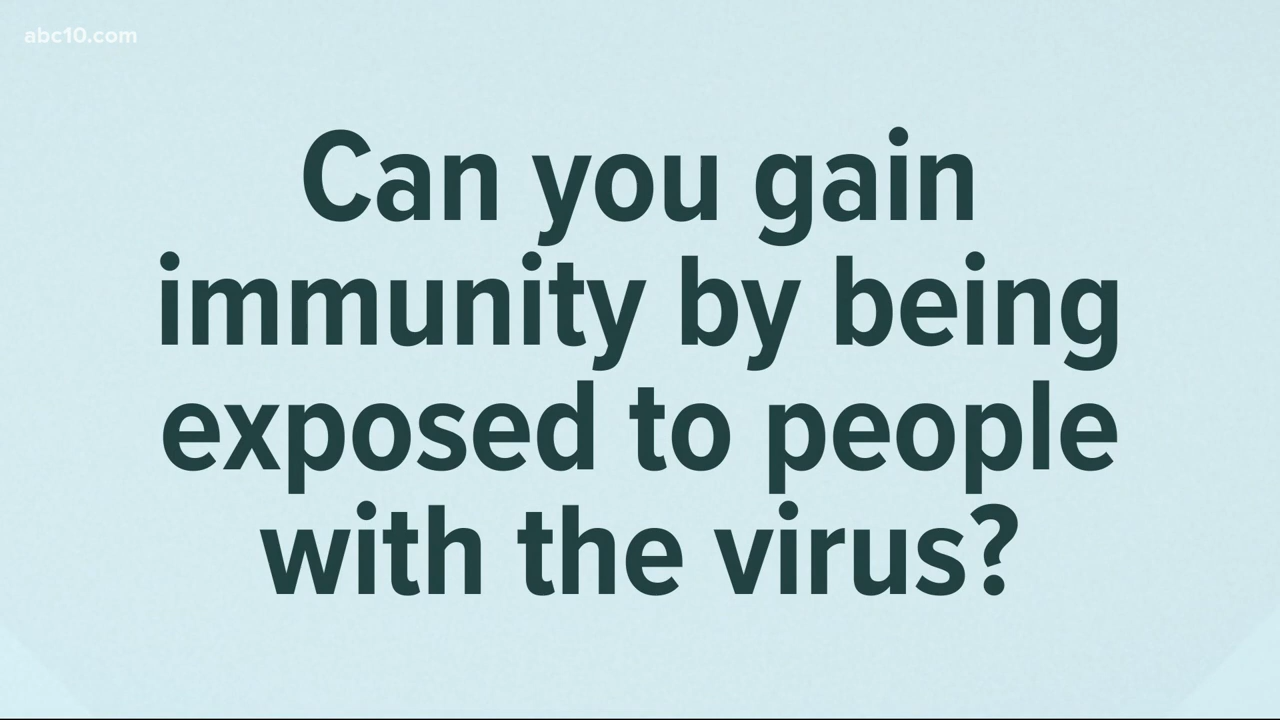 abc10.com
Can you gain
immunity by being
exposed to people
with the virus?